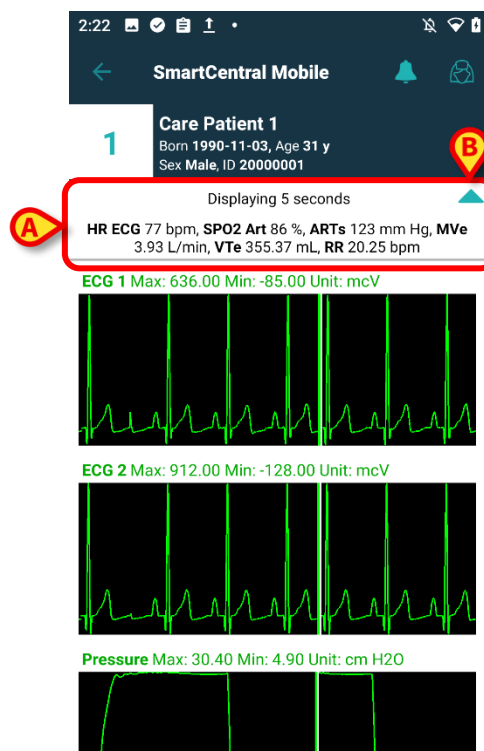 2:22
SmartCentral Mobile
1
Care Patient 1
Born 1990-11-03, Age 31 y
Sex Male, ID 20000001
B
Displaying 5 seconds
A
HR ECG 77 bpm, SPO2 Art 86 %, ARTs 123 mm Hg, MVe
3.93 L/min, VTe 355.37 mL, RR 20.25 bpm
ECG 1 Max: 636.00 Min: -85.00 Unit: mcV
ECG 2 Max: 912.00 Min: -128.00 Unit: mcV
Pressure Max: 30.40 Min: 4.90 Unit: cm H2O